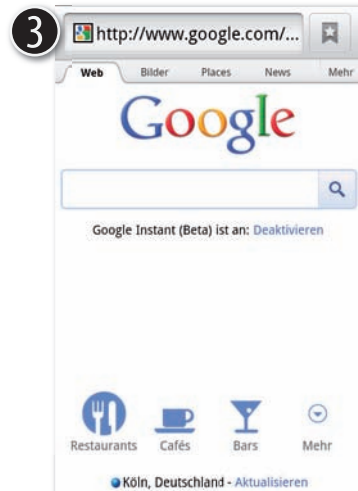 3
http://www.google.com/...
Web Bilder Places News Mehr
Google
Google Instant (Beta) ist an: Deaktivieren
Restaurants Cafés Bars Mehr
Köln, Deutschland - Aktualisieren